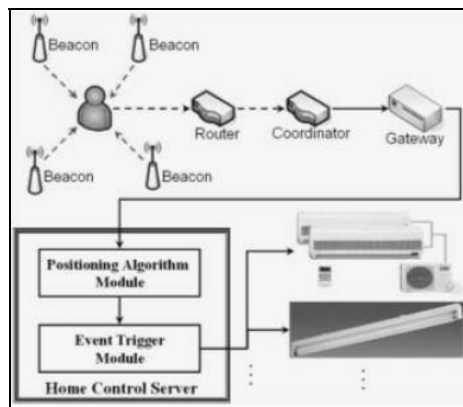 Beacon
Beacon
Router
Coordinator
Gateway
Beacon
Beacon
Positioning Algorithm
Module
Event Trigger
Module
Home Control Server